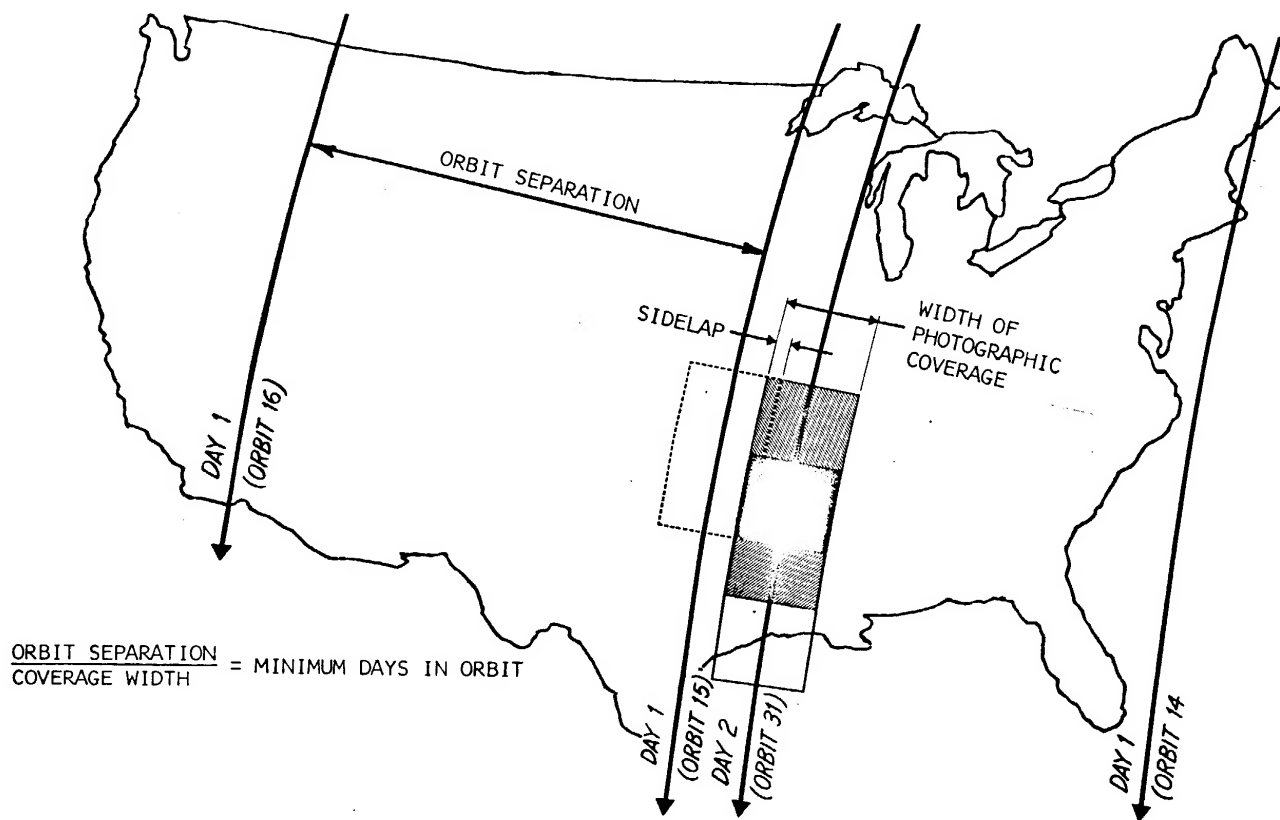 ORBIT SEPARATION
SIDELAP
WIDTH OF
PHOTOGRAPHIC
COVERAGE
DAY 1
(ORBIT 16)
ORBIT SEPARATION
COVERAGE WIDTH
= MINIMUM DAYS IN ORBIT
DAY 1
(ORBIT 15)
DAY 2
(ORBIT 31)
DAY 1
(ORBIT 14